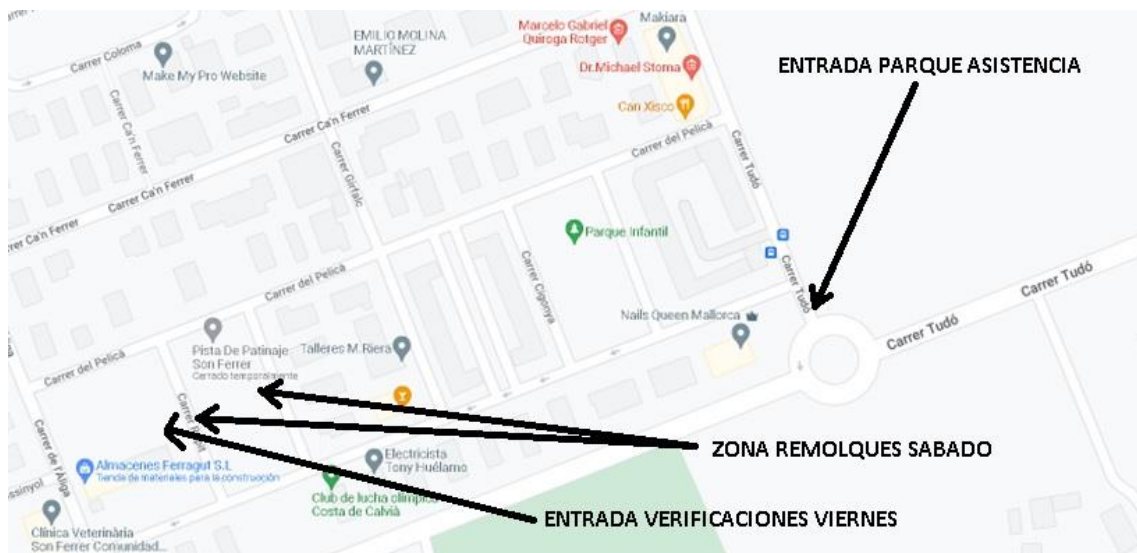 Carrer Coloma
Make My Pro Website
EMILIO MOLINA
MARTÍNEZ
Marcelo Gabriel
Quiroga Rotger
Makiara
Dr.Michael Stoma
Can Xisco
ENTRADA PARQUE ASISTENCIA
Carrer Ca'n Ferrer
Carrer Ca'n Ferrer
Carrer Ca'n Ferrer
Carrer Ca'n Ferrer
Carrer Girfalc
Carrer del Pelicà
Carrer Tudó
Parque Infantil
Carrer Cigonya
Carrer Tudó
Carrer Tudó
Carrer Tudó
Nails Queen Mallorca
Carrer del Pelicà
Pista De Patinaje
Son Ferrer
Cerrado temporalmente
Talleres M.Riera
Carrer del Pelicà
Carrer
Carrer de l'Àliga
ZONA REMOLQUES SABADO
Almacenes Ferragut S.L
Tienda de materiales para la construcción
Electricista
Tony Huélamo
Club de lucha olímpica
Costa de Calvià
ENTRADA VERIFICACIONES VIERNES
Clínica Veterinària
Son Ferrer Comunidad...